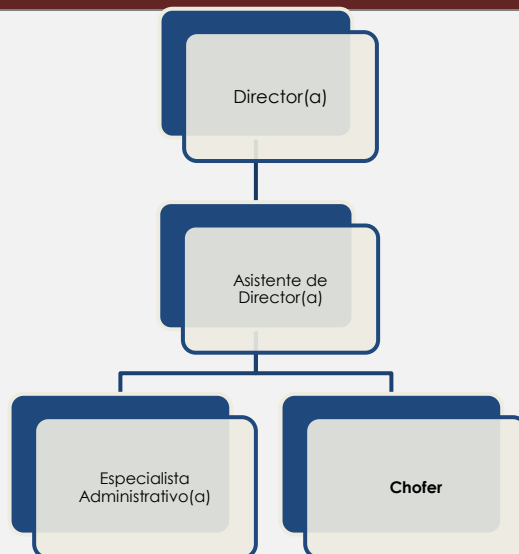 Director(a)
Asistente de
Director(a)
Especialista
Administrativo(a)
Chofer